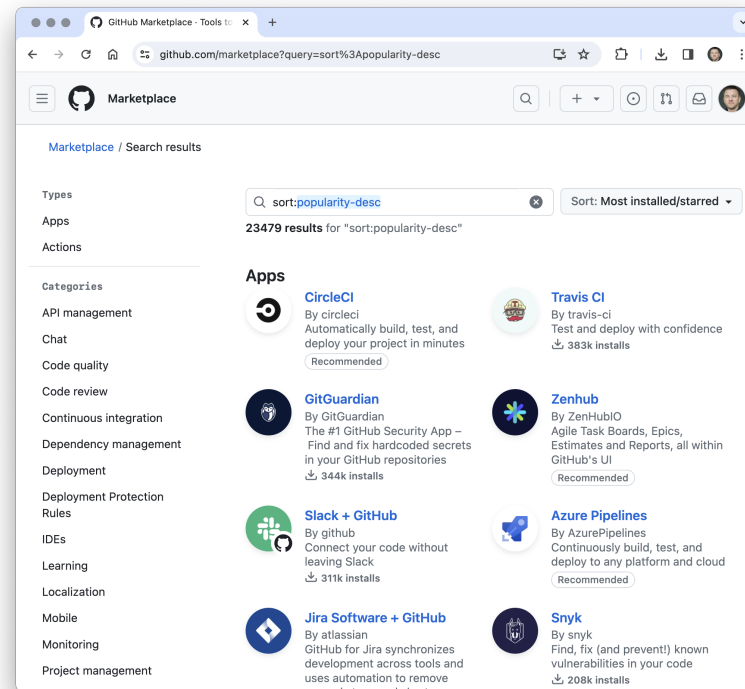 GitHub Marketplace · Tools to
github.com/marketplace?query=sort%3Apopularity-desc
Marketplace
Marketplace / Search results
Types
Apps
Actions
Categories
API management
Chat
Code quality
Code review
Continuous integration
Dependency management
Deployment
Deployment Protection
Rules
IDEs
Learning
Localization
Mobile
Monitoring
Project management
sort:popularity-desc
Sort: Most installed/starred
23479 results for "sort:popularity-desc"
Apps
CircleCI
By circleci
Automatically build, test, and
deploy your project in minutes
Recommended
Travis CI
By travis-ci
Test and deploy with confidence
383k installs
GitGuardian
By GitGuardian
The #1 GitHub Security App –
Find and fix hardcoded secrets
in your GitHub repositories
344k installs
Zenhub
By ZenHubIO
Agile Task Boards, Epics,
Estimates and Reports, all within
GitHub's UI
Recommended
Slack + GitHub
By github
Connect your code without
leaving Slack
311k installs
Azure Pipelines
By AzurePipelines
Continuously build, test, and
deploy to any platform and cloud
Recommended
Jira Software + GitHub
By atlassian
GitHub for Jira synchronizes
development across tools and
uses automation to remove
Snyk
By snyk
Find, fix (and prevent!) known
vulnerabilities in your code
208k installs